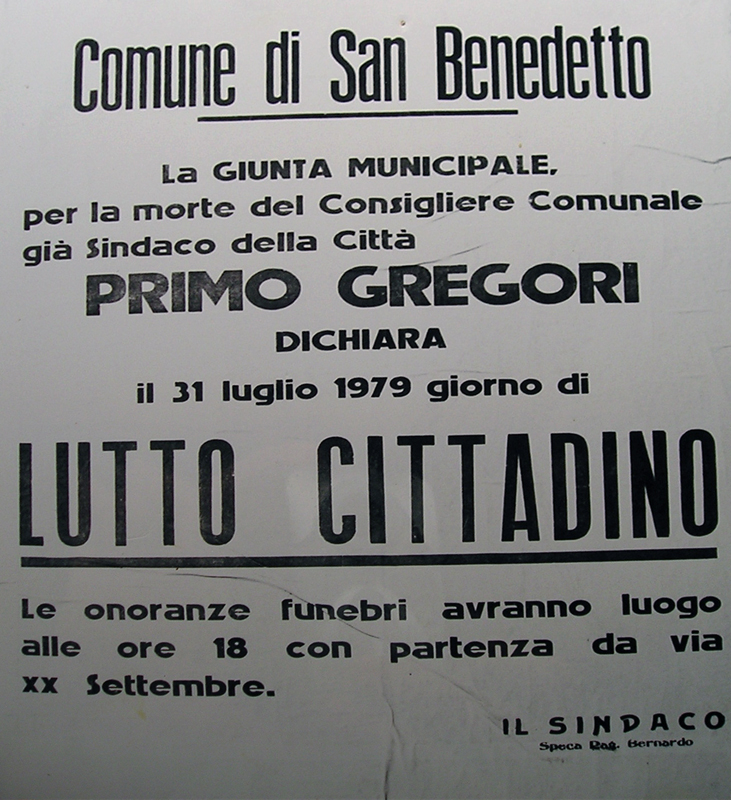 Comune di San Benedetto
La GIUNTA MUNICIPALE,
per la morte del Consigliere Comunale
già Sindaco della Città
PRIMO GREGORI
DICHIARA
il 31 luglio 1979 giorno di
LUTTO CITTADINO
Le onoranze funebri avranno luogo
alle ore 18 con partenza da via
XX Settembre.
IL SINDACO
Speca Rag. Bernardo